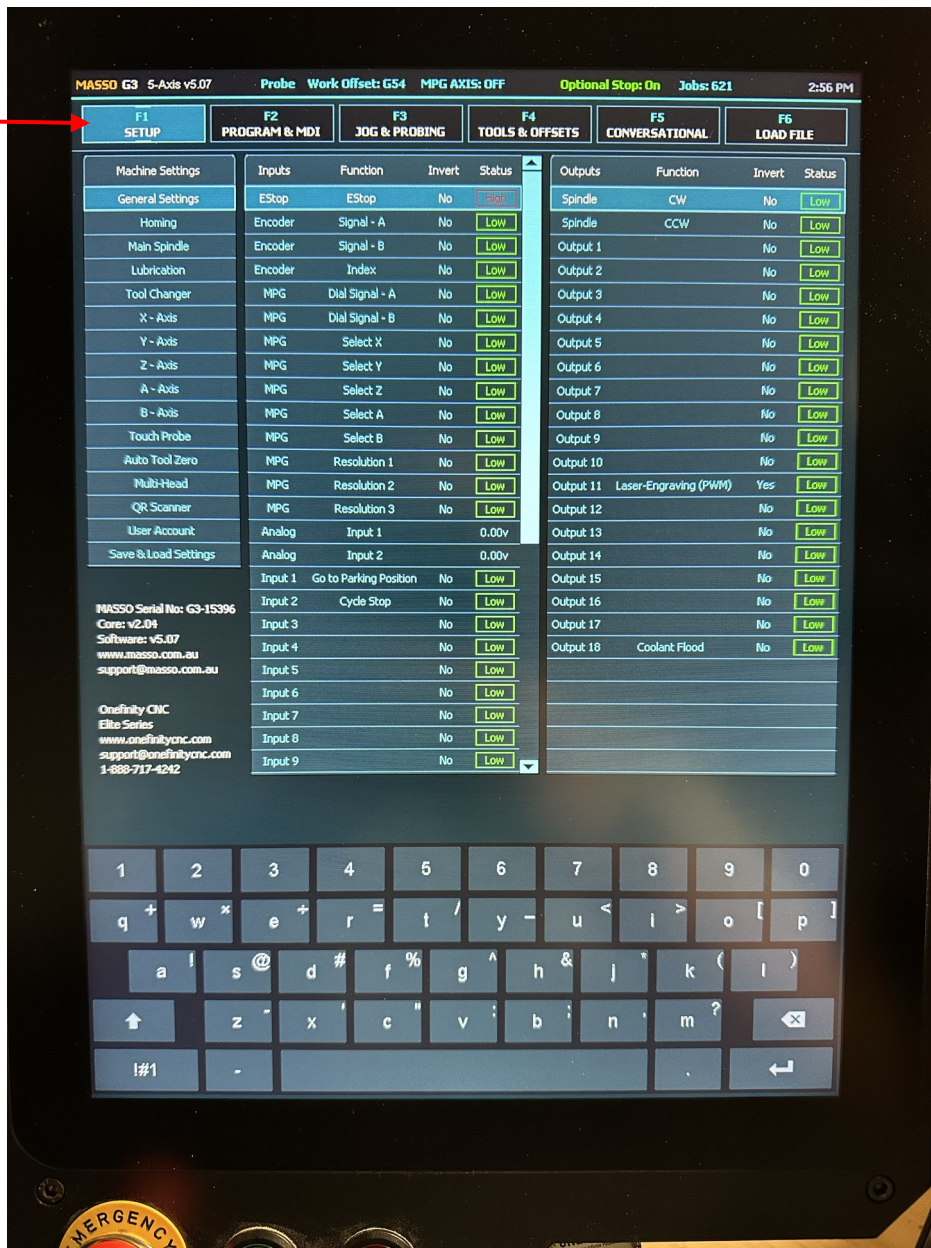 MASSO G3 5-Axis v5.07 Probe Work Offset: G54 MPG AXIS: OFF Optional Stop: On Jobs: 621 2:56 PM
F1 F2 F3 F4 F5 F6
SETUP PROGRAM & MDI JOG & PROBING TOOLS & OFFSETS CONVERSATIONAL LOAD FILE
Machine Settings
General Settings
Homing
Main Spindle
Lubrication
Tool Changer
X - Axis
Y - Axis
Z - Axis
A - Axis
B - Axis
Touch Probe
Auto Tool Zero
Multi-Head
QR Scanner
User Account
Save & Load Settings
MASSO Serial No: G3-15396
Core: v2.04
Software: v5.07
www.masso.com.au
support@masso.com.au
Onefinity CNC
Elite Series
www.onefinitycnc.com
support@onefinitycnc.com
1-888-717-4242
Inputs Function Invert Status
EStop EStop No High
Encoder Signal - A No Low
Encoder Signal - B No Low
Encoder Index No Low
MPG Dial Signal - A No Low
MPG Dial Signal - B No Low
MPG Select X No Low
MPG Select Y No Low
MPG Select Z No Low
MPG Select A No Low
MPG Select B No Low
MPG Resolution 1 No Low
MPG Resolution 2 No Low
MPG Resolution 3 No Low
Analog Input 1 0.00v
Analog Input 2 0.00v
Input 1 Go to Parking Position No Low
Input 2 Cycle Stop No Low
Input 3 No Low
Input 4 No Low
Input 5 No Low
Input 6 No Low
Input 7 No Low
Input 8 No Low
Input 9 No Low
Outputs Function Invert Status
Spindle CW No Low
Spindle CCW No Low
Output 1 No Low
Output 2 No Low
Output 3 No Low
Output 4 No Low
Output 5 No Low
Output 6 No Low
Output 7 No Low
Output 8 No Low
Output 9 No Low
Output 10 No Low
Output 11 Laser-Engraving (PWM) Yes Low
Output 12 No Low
Output 13 No Low
Output 14 No Low
Output 15 No Low
Output 16 No Low
Output 17 No Low
Output 18 Coolant Flood No Low
1 2 3 4 5 6 7 8 9 0
q + w × e ÷ r = t / y _ u < i > o [ p ]
a ! s @ d # f % g ^ h & j * k ( l )
z - x ' c " v : b ; n , m ?
!#1 - .
EMERGENCY